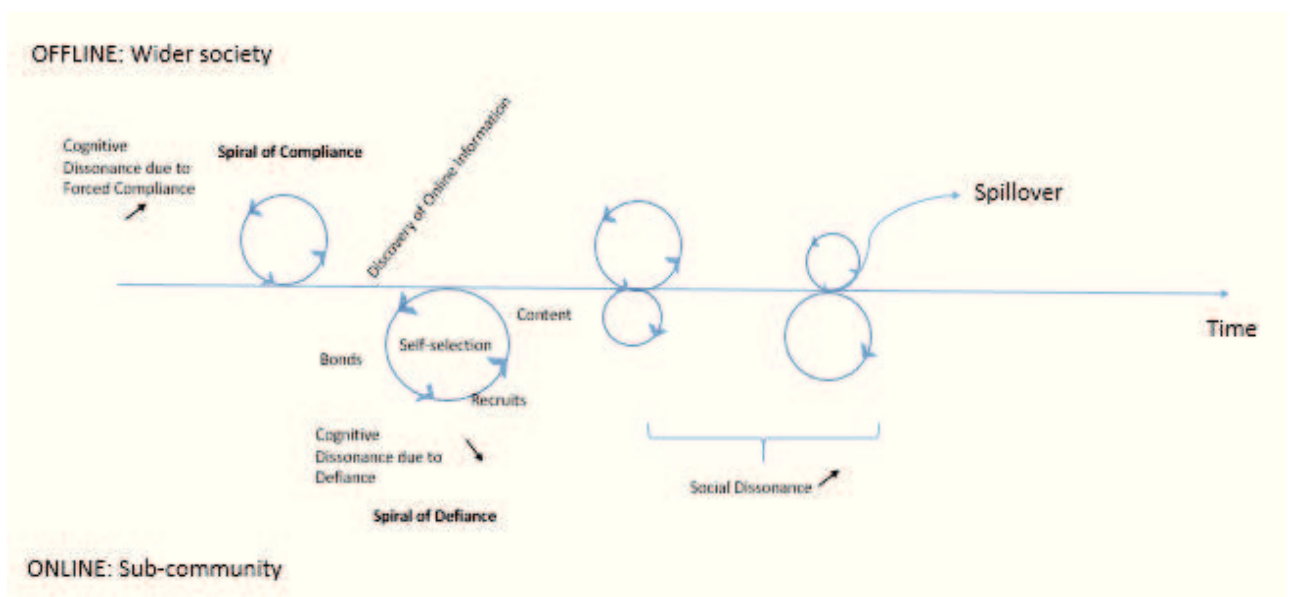 OFFLINE: Wider society
Cognitive
Dissonance due to
Forced Compliance
Spiral of Compliance
Discovery of Online Information
Spillover
Time
Content
Self-selection
Bonds
Recruits
Cognitive
Dissonance due to
Defiance
Social Dissonance
Spiral of Defiance
ONLINE: Sub-community